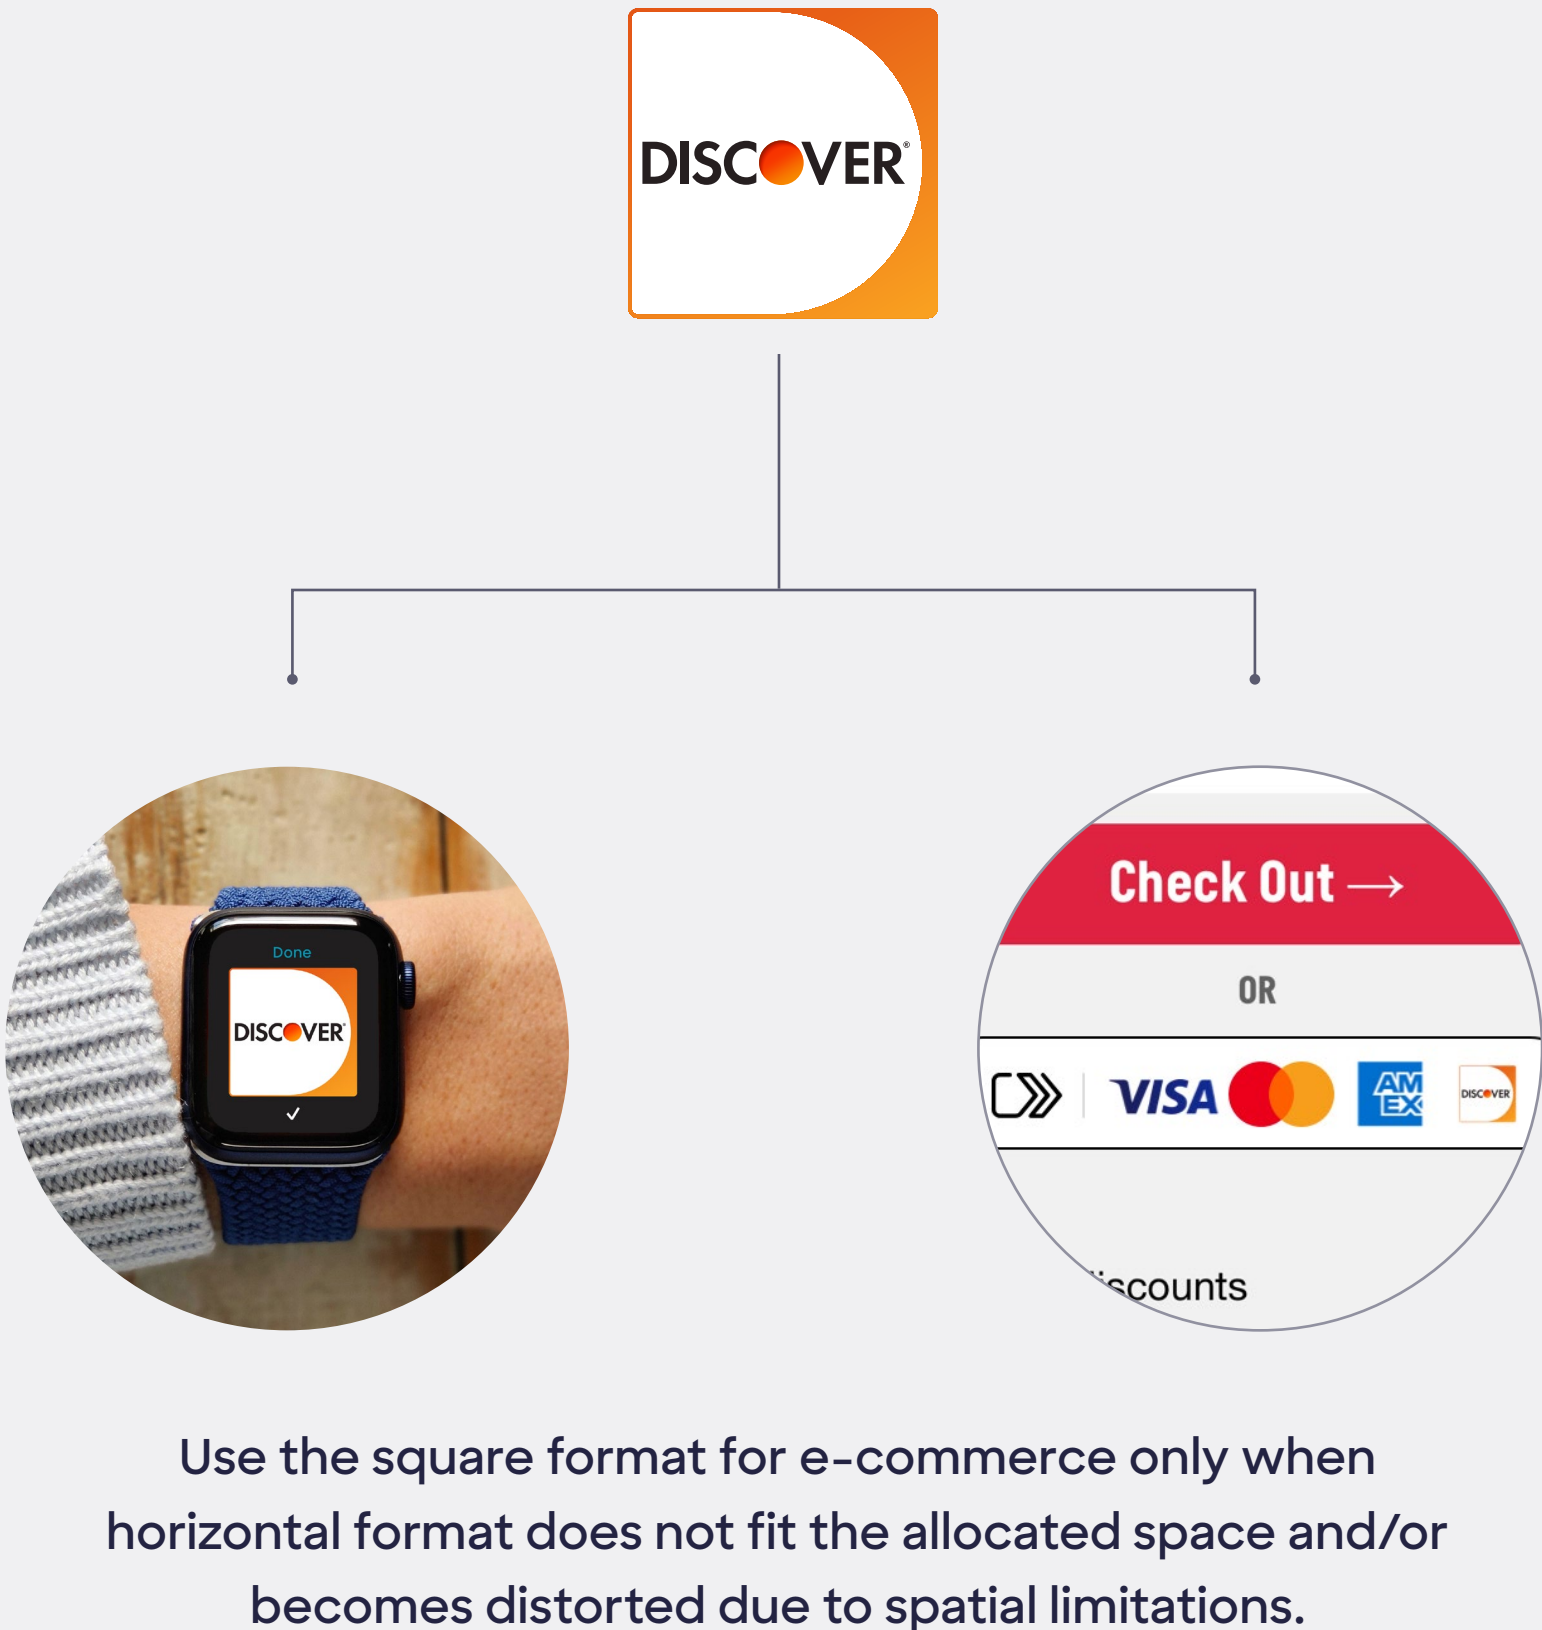 DISCOVER®
Done
DISCOVER
Check Out →
OR
VISA
AM
EX
DISCOVER
counts
Use the square format for e-commerce only when
horizontal format does not fit the allocated space and/or
becomes distorted due to spatial limitations.